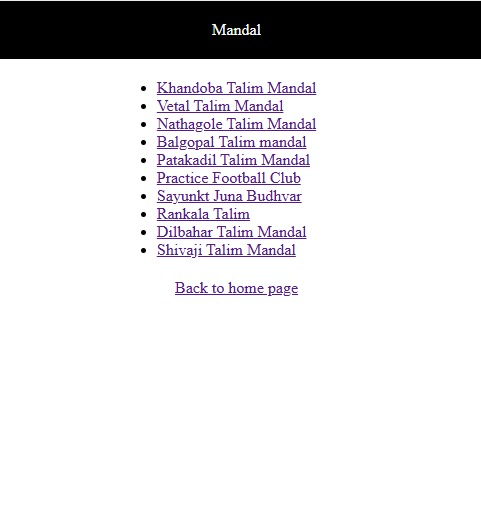 Mandal
Khandoba Talim Mandal
Vetal Talim Mandal
Nathagole Talim Mandal
Balgopal Talim mandal
Patakadil Talim Mandal
Practice Football Club
Sayunkt Juna Budhvar
Rankala Talim
Dilbahar Talim Mandal
Shivaji Talim Mandal
Back to home page